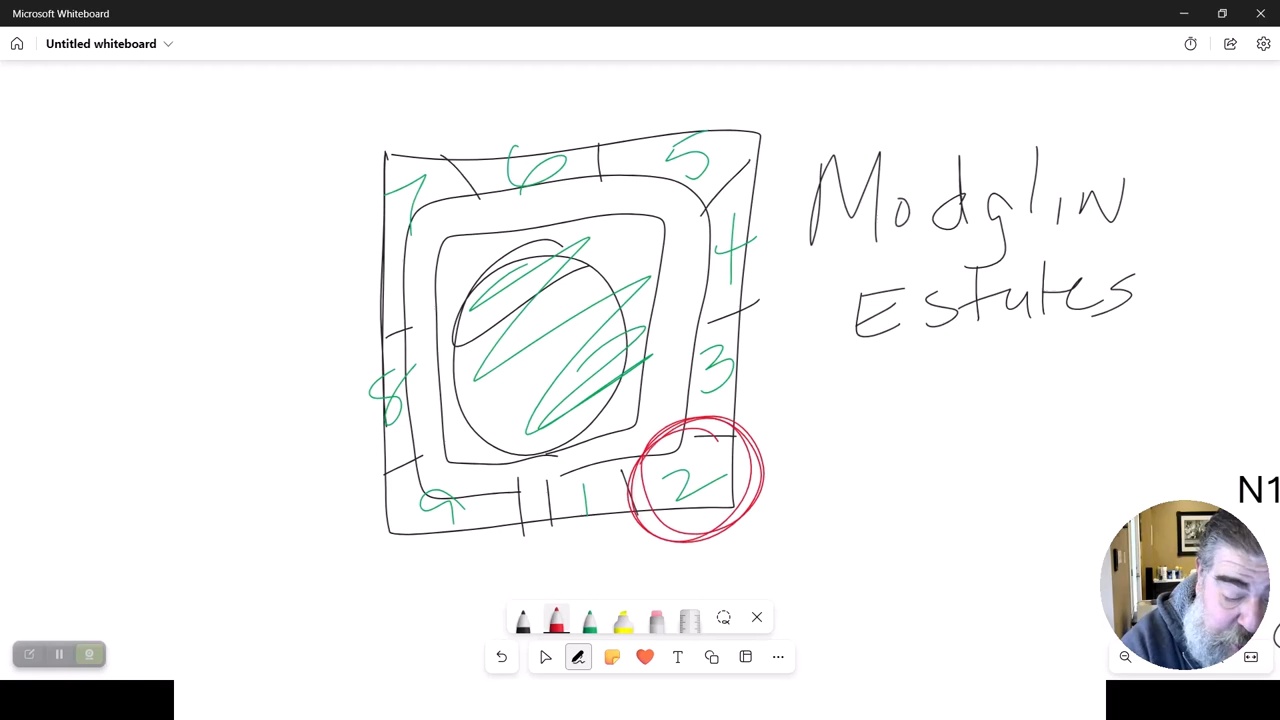 Microsoft Whiteboard
Untitled whiteboard
7 6 5
4
8 3
9 1 2
Modglin
Estates
N1